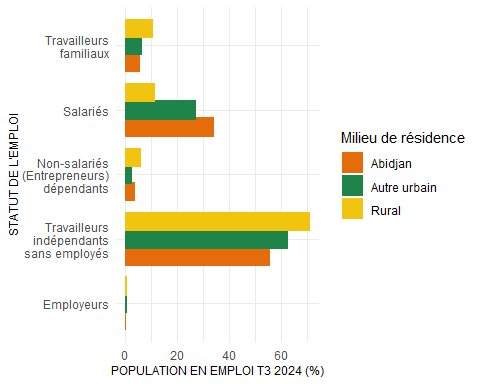 STATUT DE L'EMPLOI
Travailleurs
familiaux
Salariés
Non-salariés
(Entrepreneurs)
dépendants
Travailleurs
indépendants
sans employés
Employeurs
0 20 40 60
POPULATION EN EMPLOI T3 2024 (%)
Milieu de résidence
Abidjan
Autre urbain
Rural